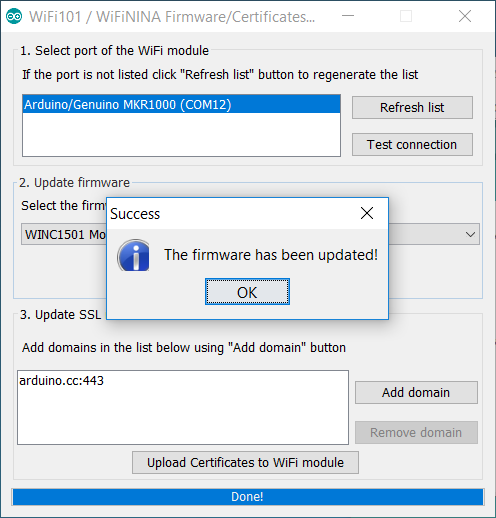 WiFi101 / WiFiNINA Firmware/Certificates...
1. Select port of the WiFi module
If the port is not listed click "Refresh list" button to regenerate the list
Arduino/Genuino MKR1000 (COM12)
Refresh list
Test connection
2. Update firmware
Select the firm
WINC1501 Mo
Success
The firmware has been updated!
OK
3. Update SSL
Add domains in the list below using "Add domain" button
arduino.cc:443
Add domain
Remove domain
Upload Certificates to WiFi module
Done!